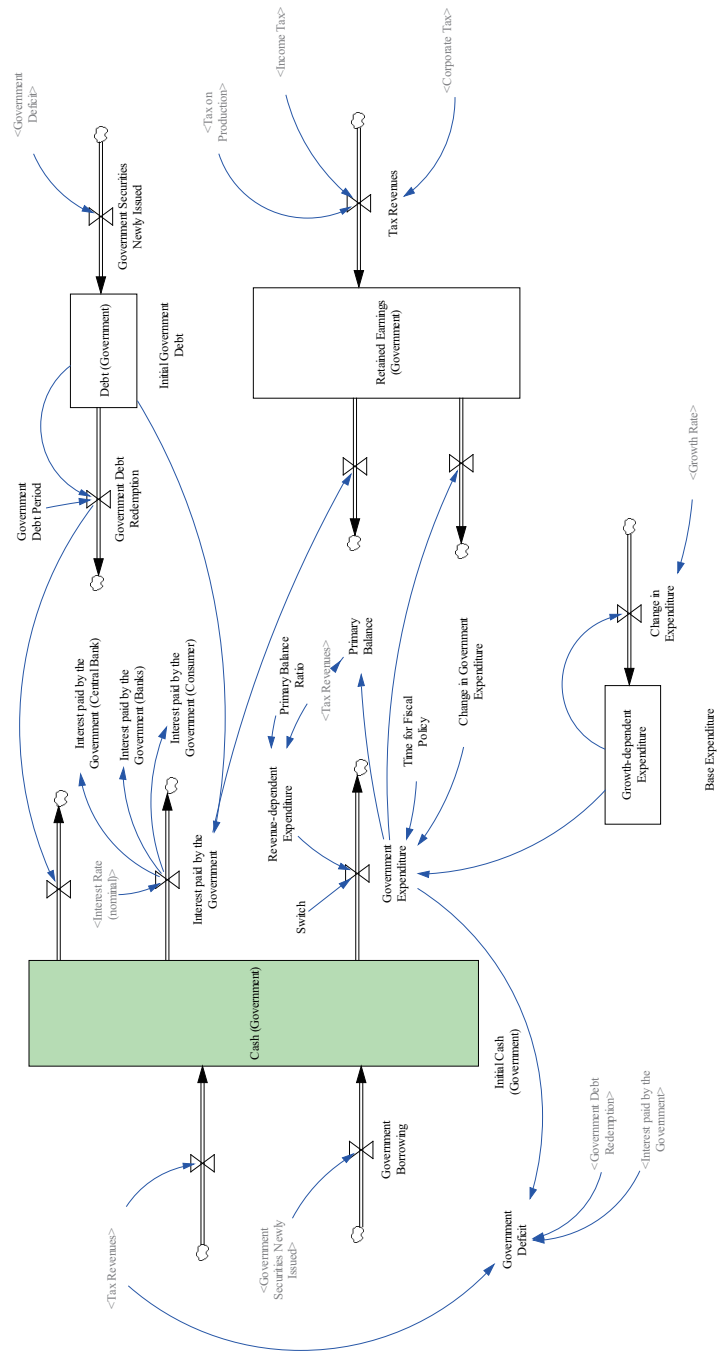 <Government
Deficit>
Government
Debt Period
Debt (Government)
Government Securities
Newly Issued
Government Debt
Redemption
Initial Government
Debt
<Tax Revenues>
<Interest Rate
(nominal)>
Interest paid by the
Government (Central Bank)
Interest paid by the
Government (Banks)
Interest paid by the
Government (Consumer)
Interest paid by the
Government
<Tax on
Production>
<Income Tax>
<Corporate Tax>
Tax Revenues
Cash (Government)
<Government
Securities Newly
Issued>
Government
Borrowing
Switch
Revenue-dependent
Expenditure
Primary Balance
Ratio
<Tax Revenues>
Primary
Balance
Retained Earnings
(Government)
Government
Expenditure
Time for Fiscal
Policy
Change in Government
Expenditure
Initial Cash
(Government)
Government
Deficit
<Government Debt
Redemption>
<Interest paid by the
Government>
Growth-dependent
Expenditure
Change in
Expenditure
<Growth Rate>
Base Expenditure